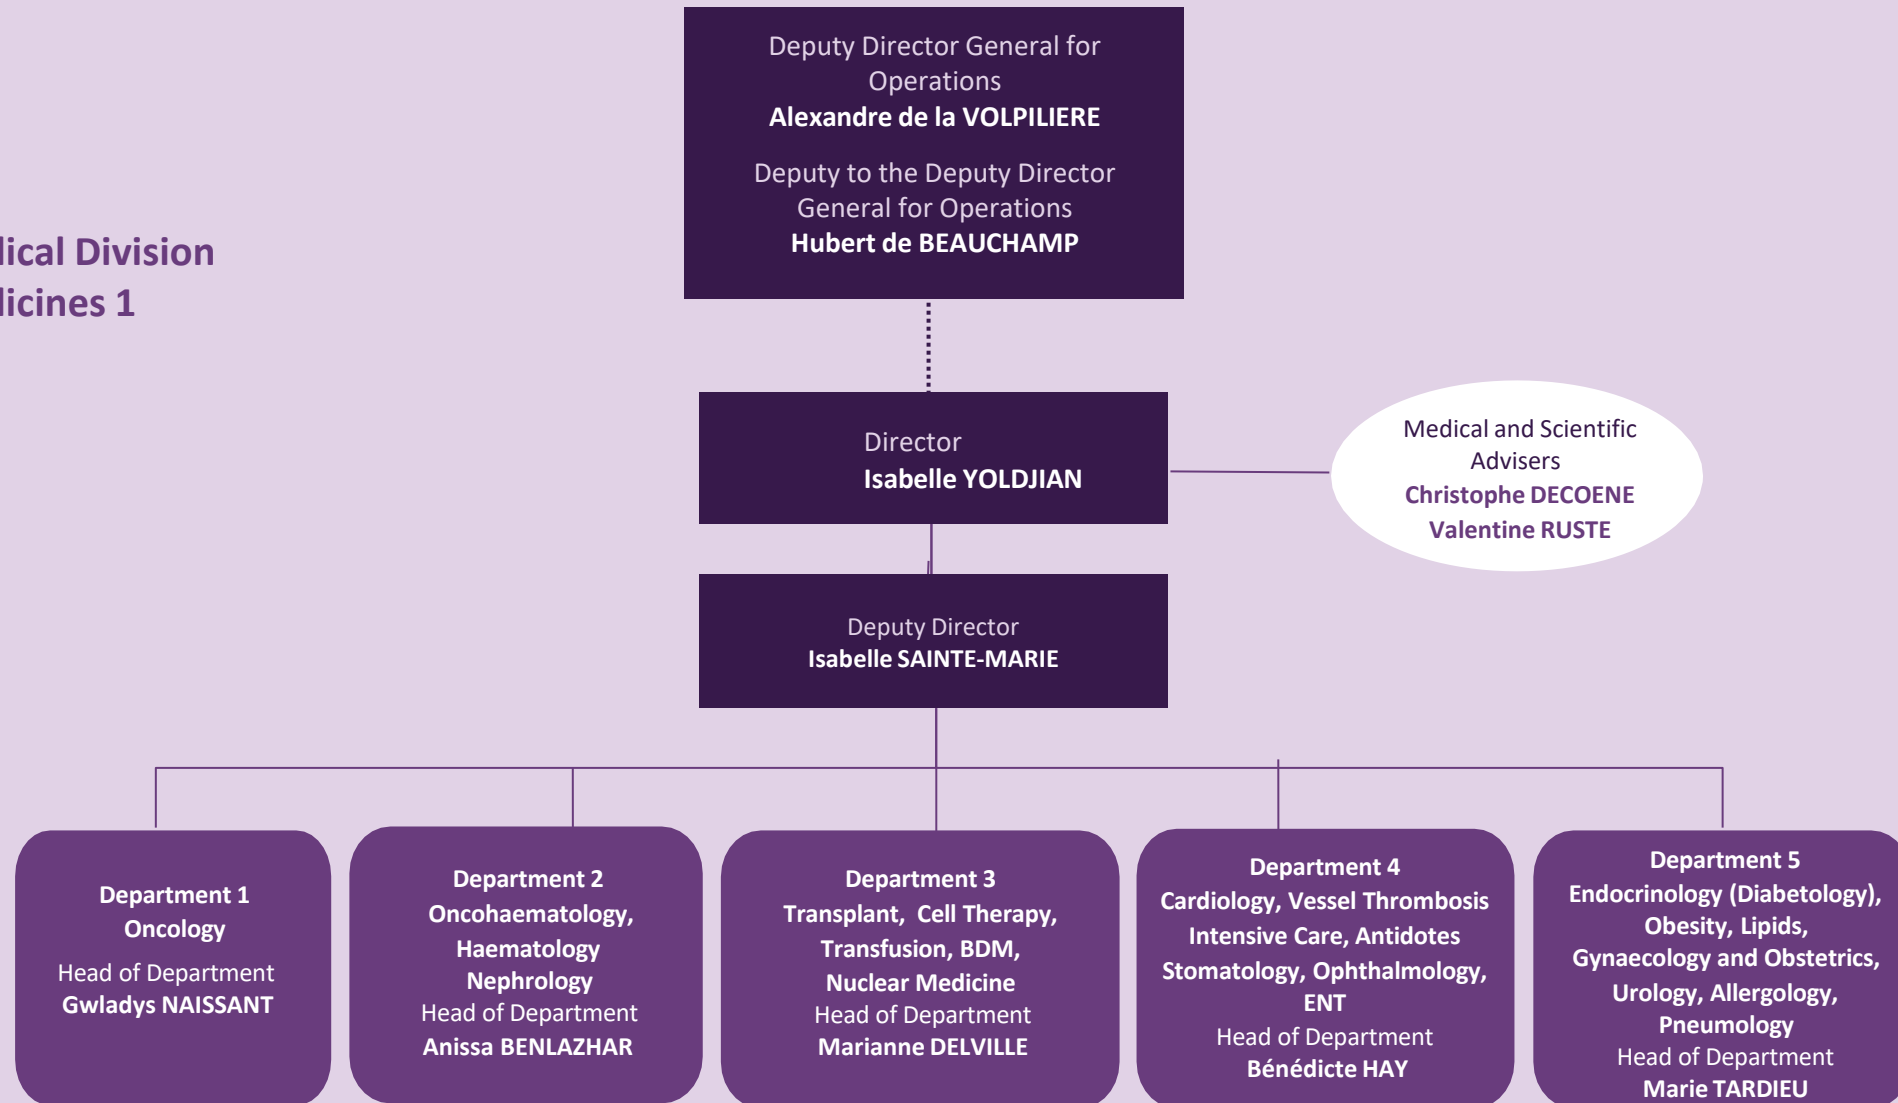 Deputy Director General for
Operations
Alexandre de la VOLPILIERE
Deputy to the Deputy Director
General for Operations
Hubert de BEAUCHAMP
dical Division
dicines 1
Director
Isabelle YOLDJIAN
Medical and Scientific
Advisers
Christophe DECOENE
Valentine RUSTE
Deputy Director
Isabelle SAINTE-MARIE
Department 1
Oncology
Head of Department
Gwladys NAISSANT
Department 2
Oncohaematology,
Haematology
Nephrology
Head of Department
Anissa BENLAZHAR
Department 3
Transplant, Cell Therapy,
Transfusion, BDM,
Nuclear Medicine
Head of Department
Marianne DELVILLE
Department 4
Cardiology, Vessel Thrombosis
Intensive Care, Antidotes
Stomatology, Ophthalmology,
ENT
Head of Department
Bénédicte HAY
Department 5
Endocrinology (Diabetology),
Obesity, Lipids,
Gynaecology and Obstetrics,
Urology, Allergology,
Pneumology
Head of Department
Marie TARDIEU